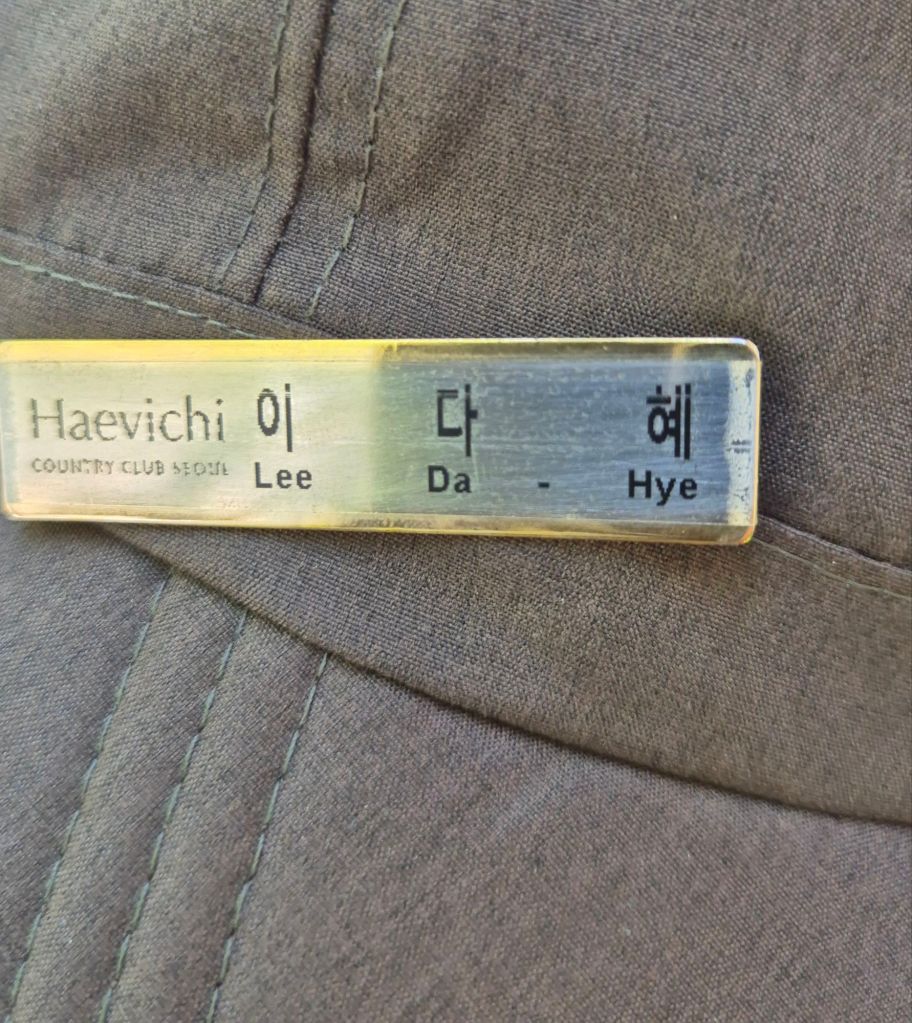 Haevichi 이 다 혜
COUNTRY CLUB SEOUL Lee Da - Hye